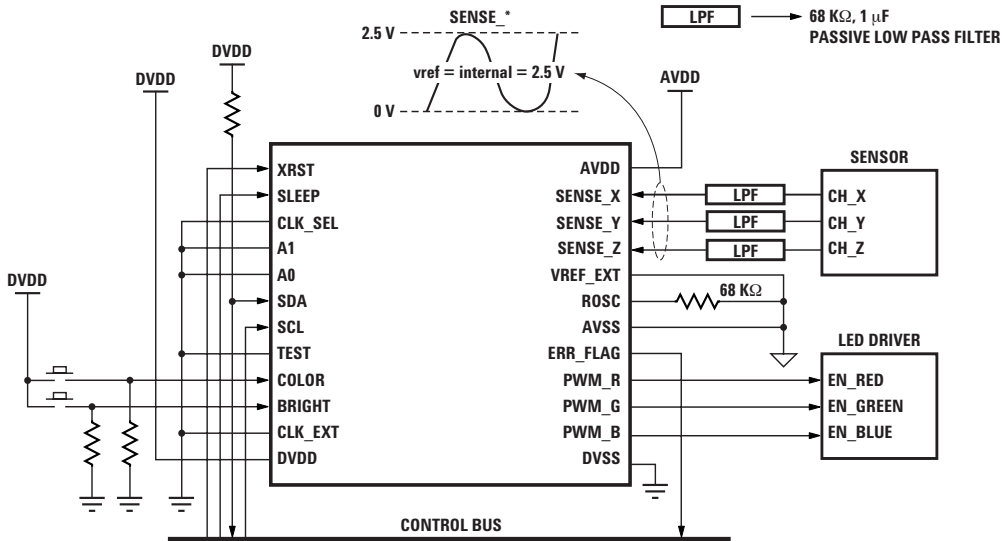 SENSE_*
2.5 V
vref = internal = 2.5 V
0 V
LPF
68 KΩ, 1 μF
PASSIVE LOW PASS FILTER
DVDD
DVDD
AVDD
DVDD
XRST
SLEEP
CLK_SEL
A1
A0
SDA
SCL
TEST
COLOR
BRIGHT
CLK_EXT
DVDD
AVDD
SENSE_X
SENSE_Y
SENSE_Z
VREF_EXT
ROSC
AVSS
ERR_FLAG
PWM_R
PWM_G
PWM_B
DVSS
LPF
LPF
LPF
68 KΩ
SENSOR
CH_X
CH_Y
CH_Z
LED DRIVER
EN_RED
EN_GREEN
EN_BLUE
CONTROL BUS